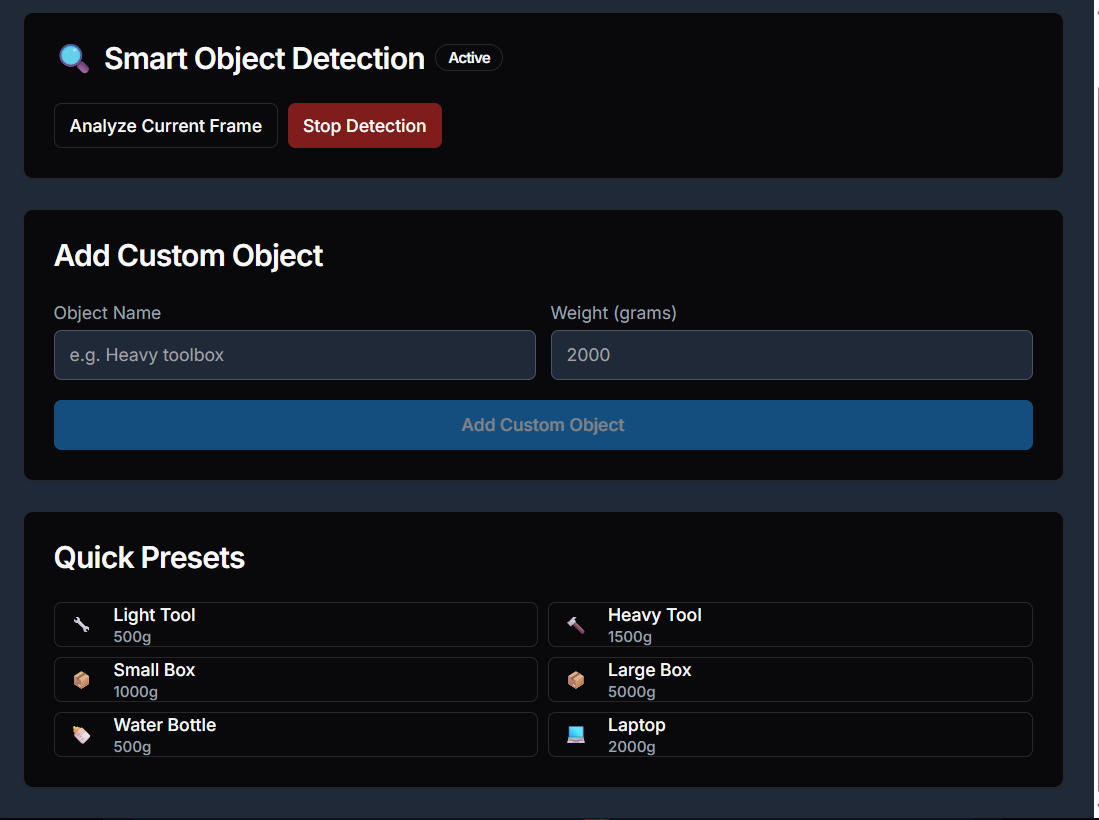 Smart Object Detection Active
Analyze Current Frame Stop Detection
Add Custom Object
Object Name Weight (grams)
e.g. Heavy toolbox 2000
Add Custom Object
Quick Presets
Light Tool
500g
Heavy Tool
1500g
Small Box
1000g
Large Box
5000g
Water Bottle
500g
Laptop
2000g